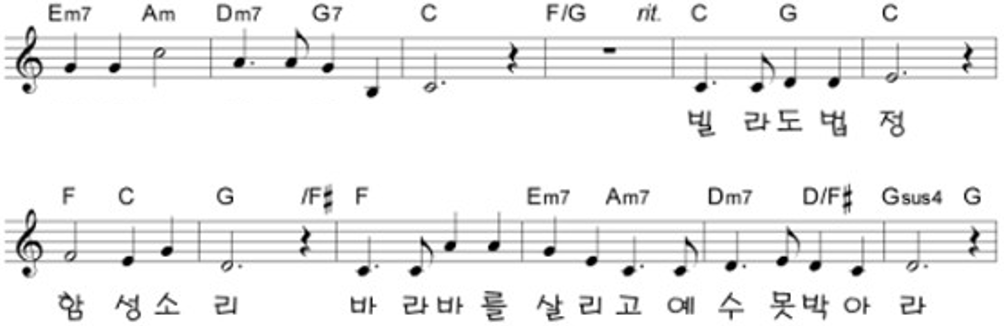 Em7 Am Dm7 G7 C F/G rit. C G C
빌 라 도 법 정
F C G /F♯ F Em7 Am7 Dm7 D/F♯ Gsus4 G
함 성 소 리 바 라 바 를 살 리 고 예 수 못 박 아 라